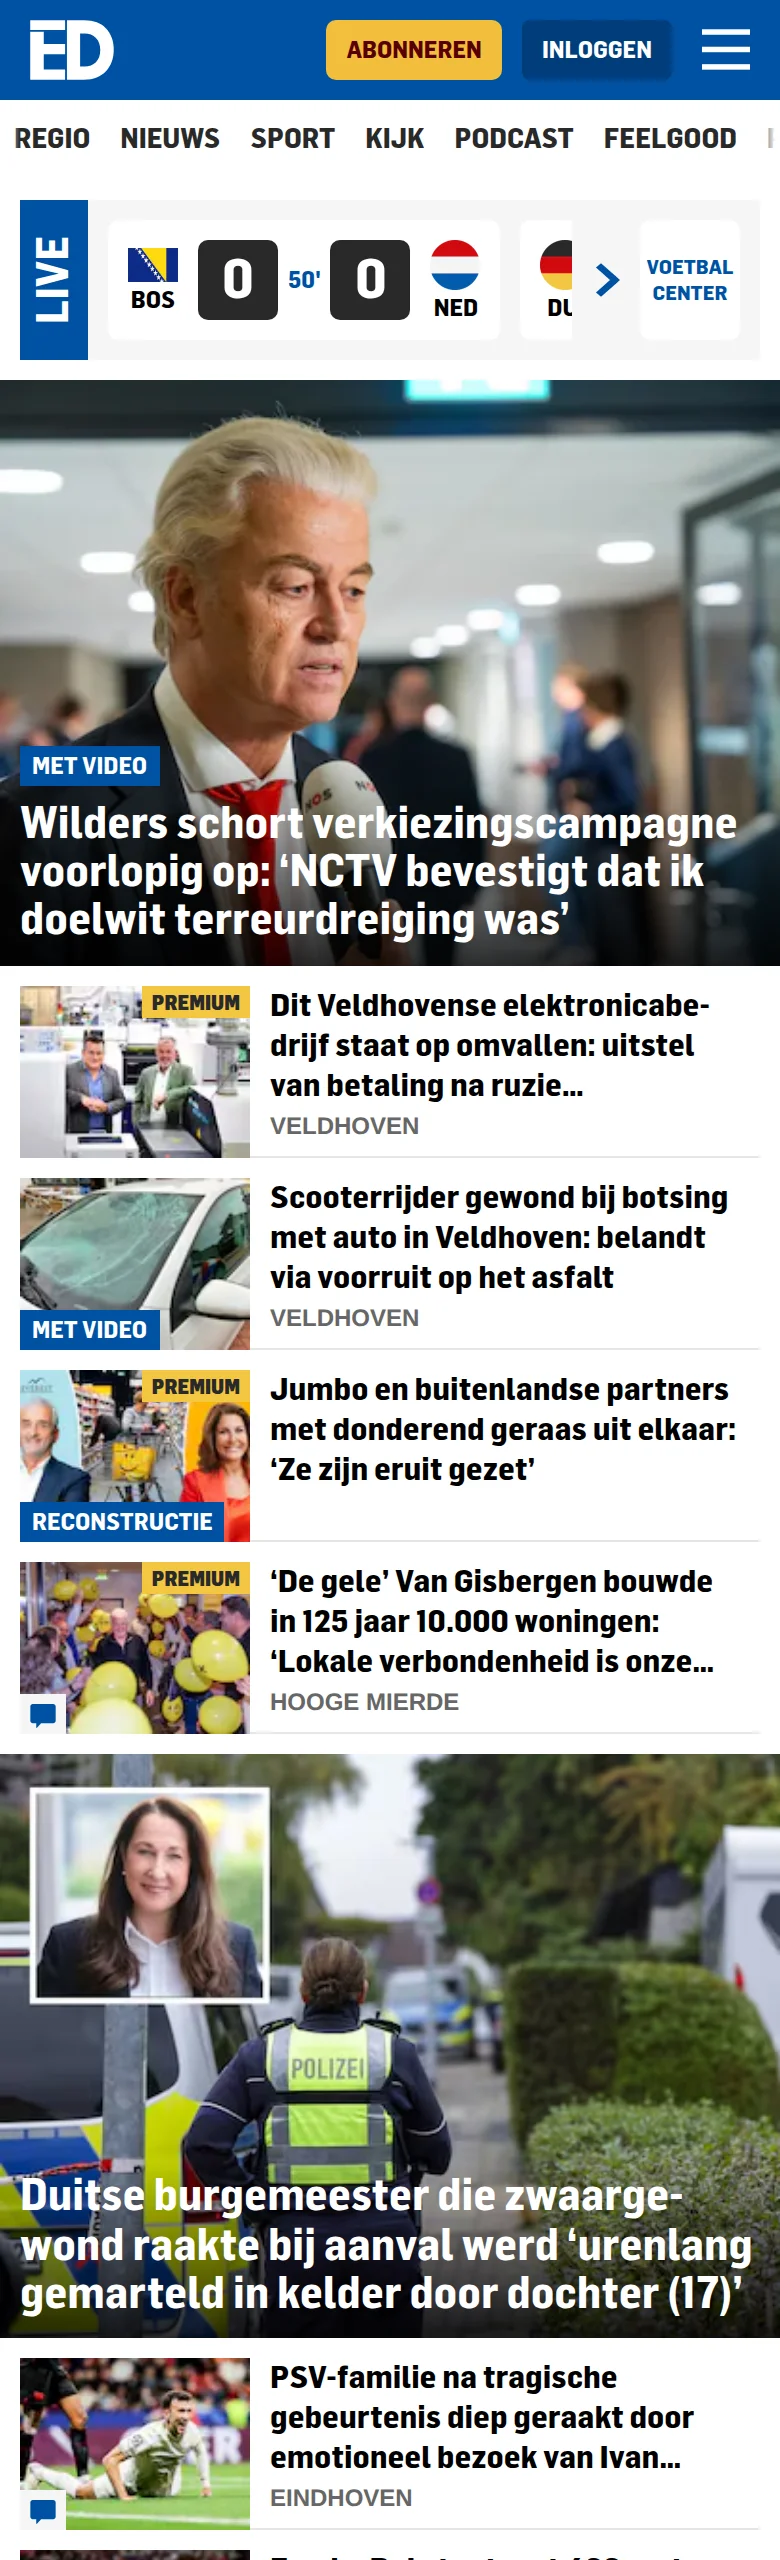 ED
ABONNEREN
INLOGGEN
REGIO NIEUWS SPORT KIJK PODCAST FEELGOOD
LIVE
BOS
0
50'
0
NED
DU
VOETBAL
CENTER
NOS
MET VIDEO
Wilders schort verkiezingscampagne
voorlopig op: ‘NCTV bevestigt dat ik
doelwit terreurdreiging was’
PREMIUM
Dit Veldhovense elektronicabe-
drijf staat op omvallen: uitstel
van betaling na ruzie...
VELDHOVEN
MET VIDEO
Scooterrijder gewond bij botsing
met auto in Veldhoven: belandt
via voorruit op het asfalt
VELDHOVEN
PREMIUM
RECONSTRUCTIE
Jumbo en buitenlandse partners
met donderend geraas uit elkaar:
‘Ze zijn eruit gezet’
PREMIUM
‘De gele’ Van Gisbergen bouwde
in 125 jaar 10.000 woningen:
‘Lokale verbondenheid is onze...
HOOGE MIERDE
POLIZEI
Duitse burgemeester die zwaarge-
wond raakte bij aanval werd ‘urenlang
gemarteld in kelder door dochter (17)’
PSV-familie na tragische
gebeurtenis diep geraakt door
emotioneel bezoek van Ivan...
EINDHOVEN